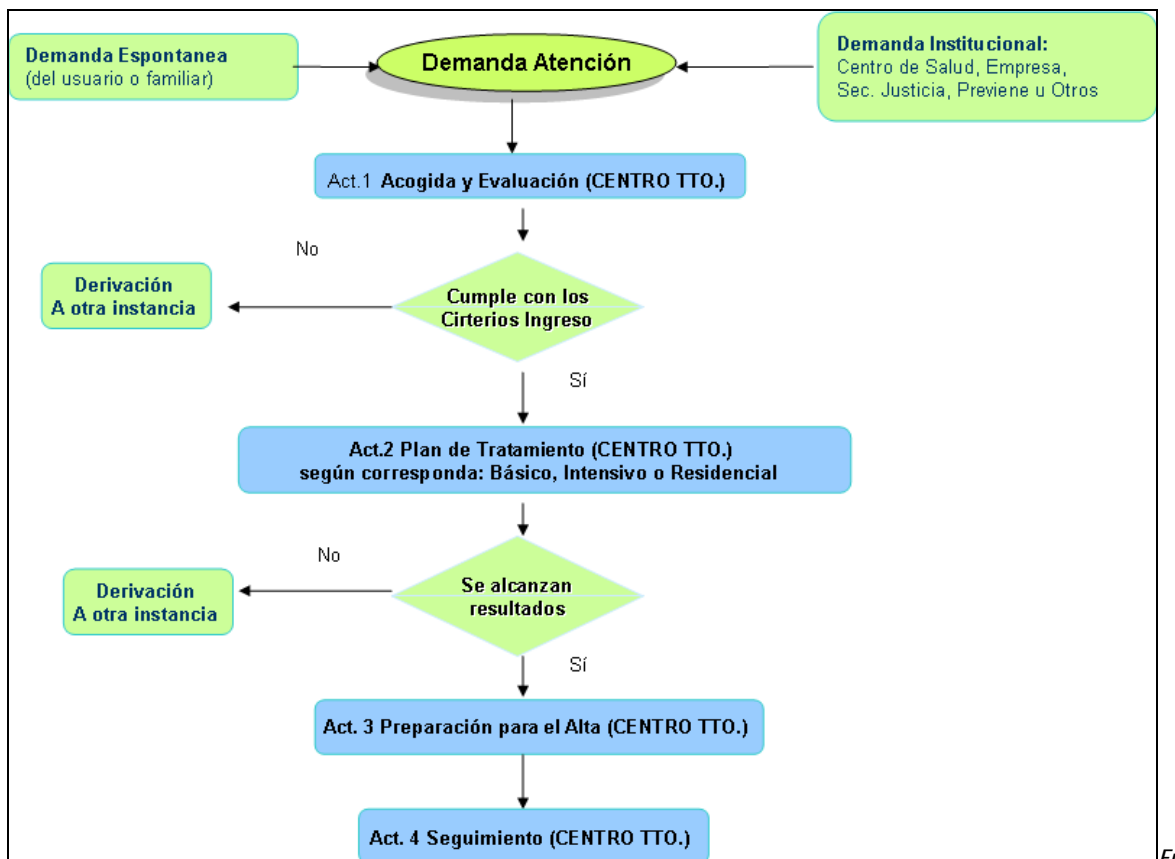 Demanda Espontanea
(del usuario o familiar)
Demanda Atención
Demanda Institucional:
Centro de Salud, Empresa,
Sec. Justicia, Previene u Otros
Act.1 Acogida y Evaluación (CENTRO TTO.)
No
Derivación
A otra instancia
Cumple con los
Cirterios Ingreso
Sí
Act.2 Plan de Tratamiento (CENTRO TTO.)
según corresponda: Básico, Intensivo o Residencial
No
Derivación
A otra instancia
Se alcanzan
resultados
Sí
Act. 3 Preparación para el Alta (CENTRO TTO.)
Act. 4 Seguimiento (CENTRO TTO.)